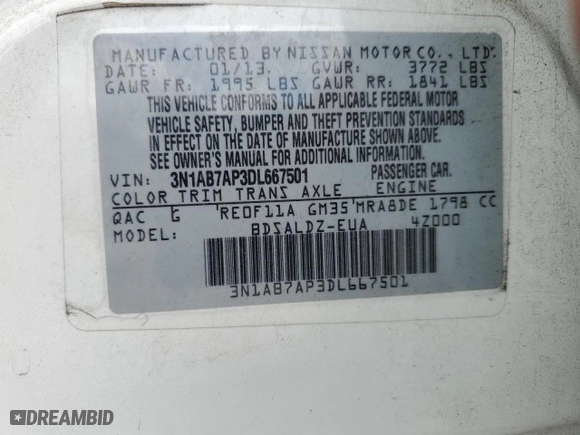 MANUFACTURED BY NISSAN MOTOR CO., LTD.
DATE: 01/13. GVWR: 3772 LBS
GAWR FR: 1995 LBS GAWR RR: 1841 LBS
THIS VEHICLE CONFORMS TO ALL APPLICABLE FEDERAL MOTOR
VEHICLE SAFETY, BUMPER AND THEFT PREVENTION STANDARDS
IN EFFECT ON THE DATE OF MANUFACTURE SHOWN ABOVE.
SEE OWNER'S MANUAL FOR ADDITIONAL INFORMATION.
VIN: 3N1AB7AP3DL667501 PASSENGER CAR.
COLOR TRIM TRANS AXLE ENGINE
QAC G RE0F11A GM35 MRA8DE 1798 CC
MODEL: BDSALDZ-EUA 4Z000
3N1AB7AP3DL667501
DREAMBID